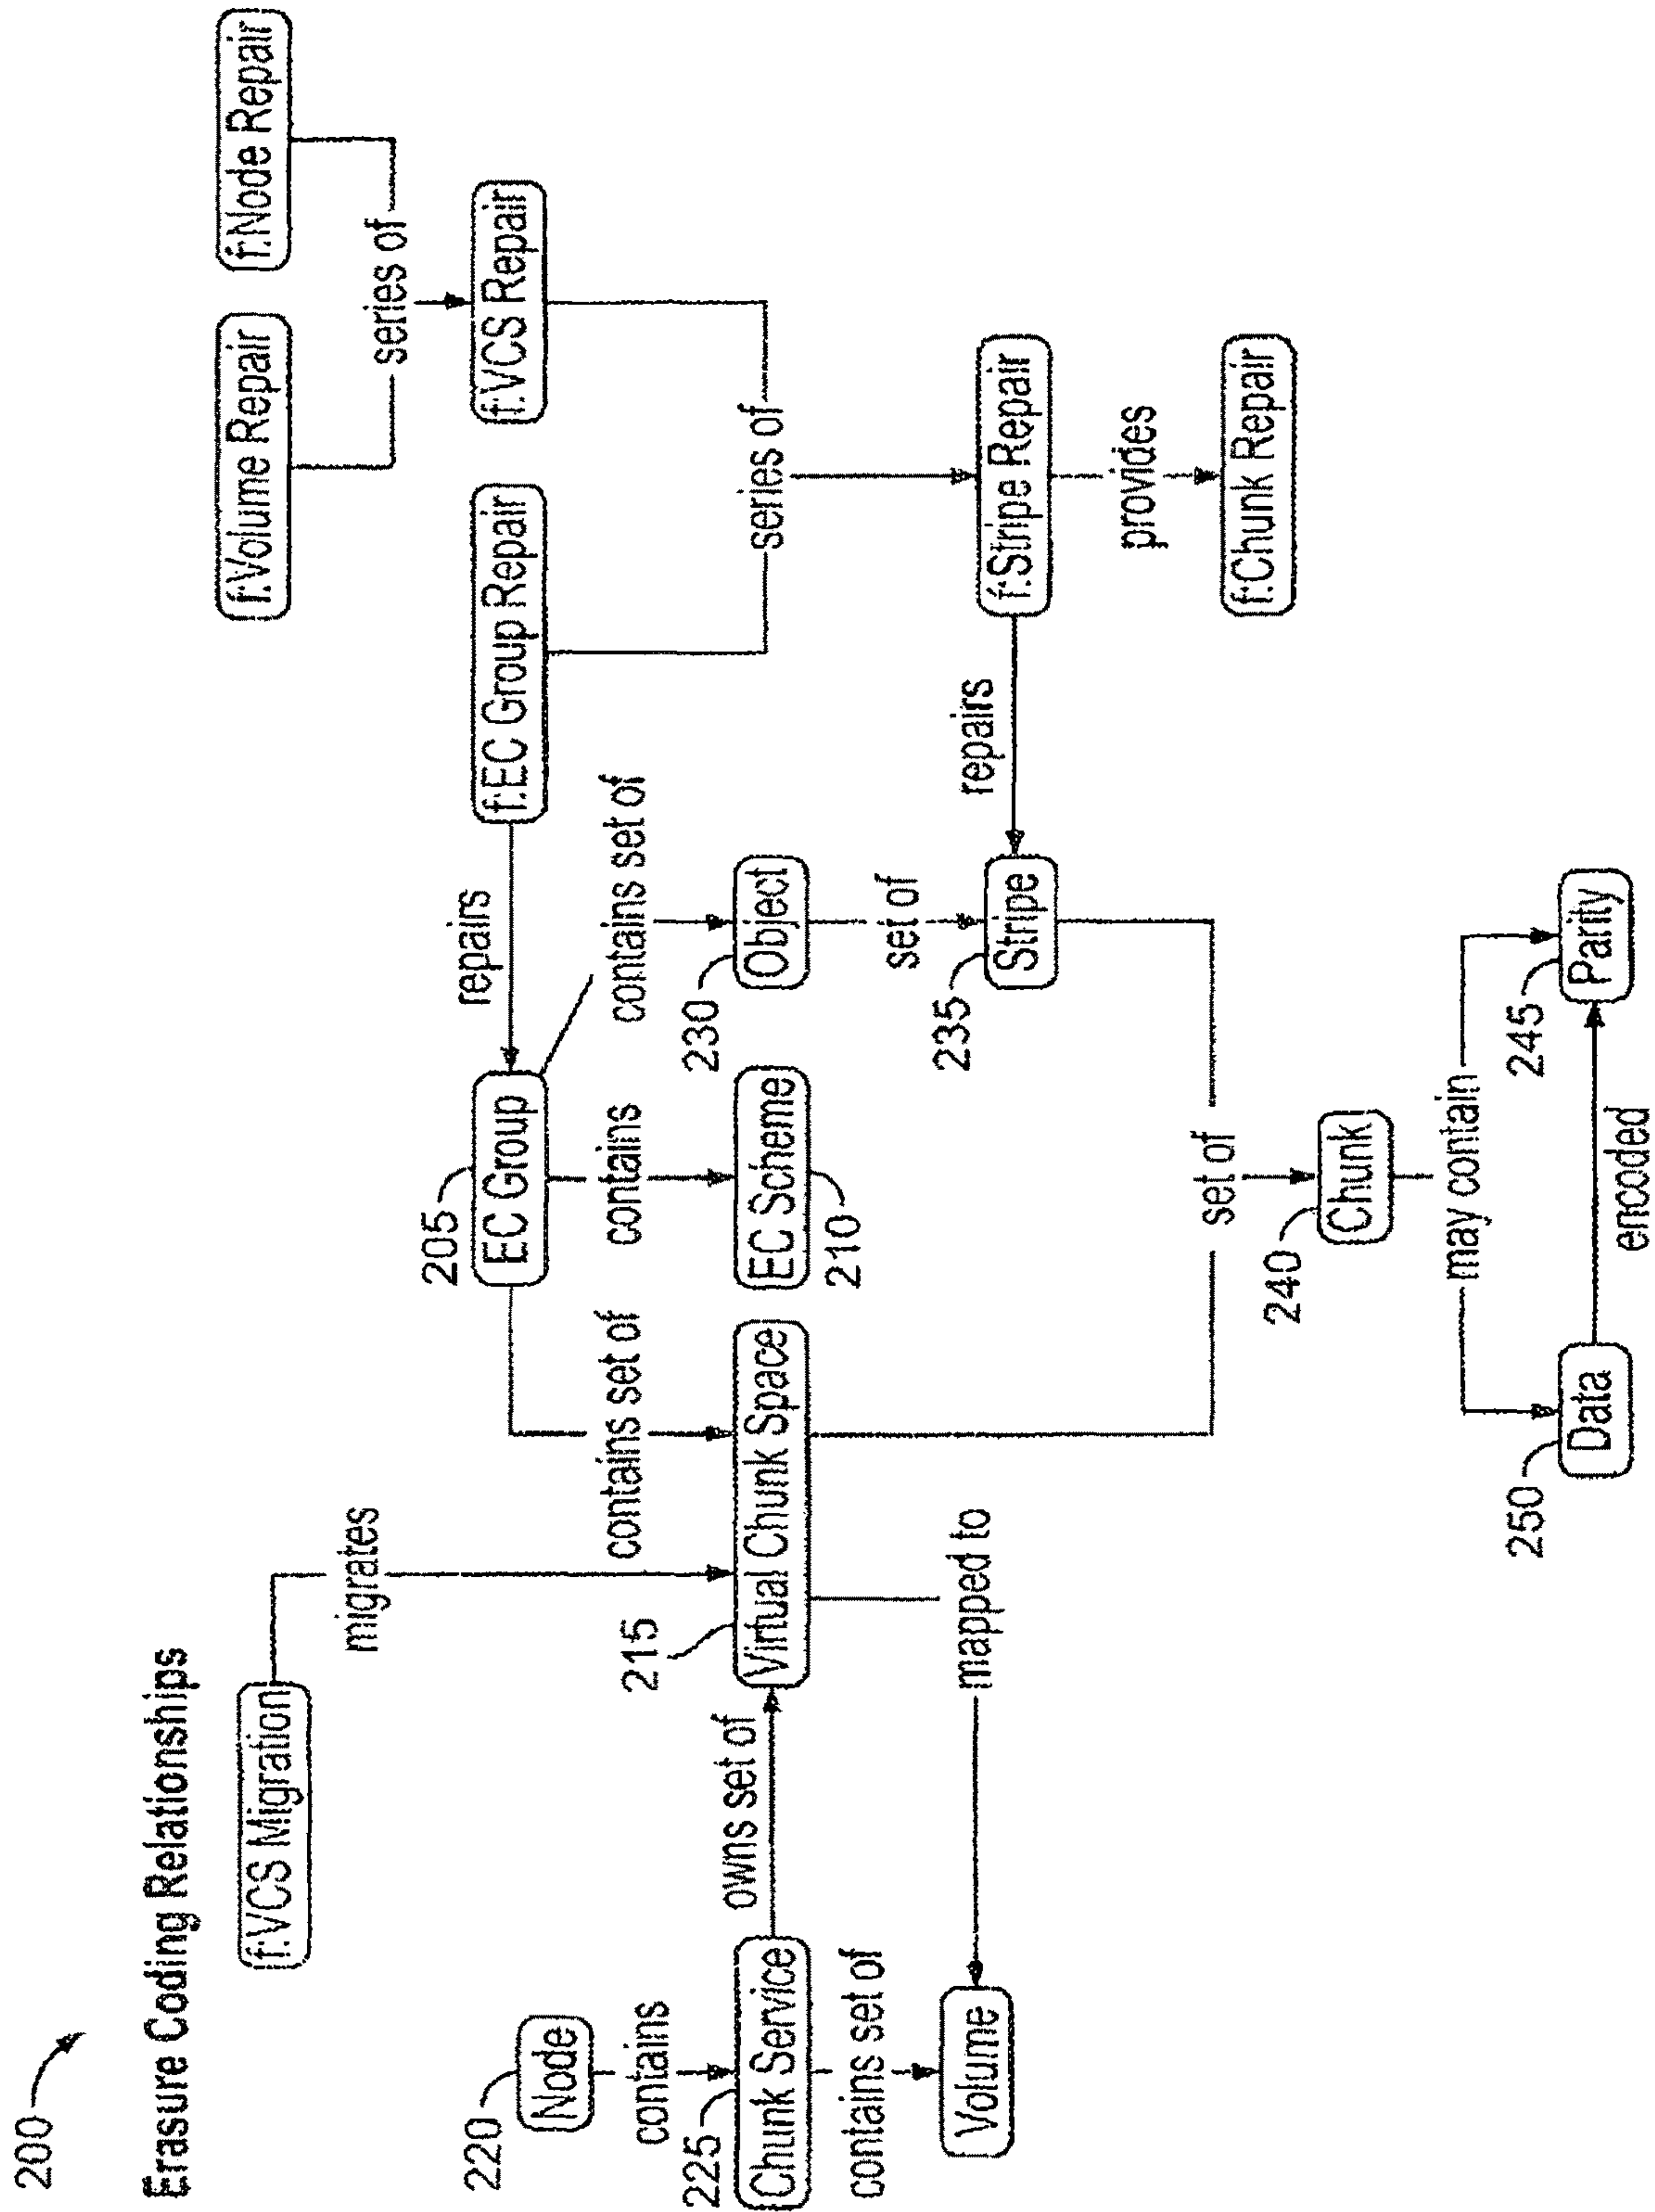 200
Erasure Coding Relationships
f:VCS Migration
migrates
f:Volume Repair
f:Node Repair
series of
220
Node
contains
205
EC Group
repairs
f:EC Group Repair
f:VCS Repair
contains set of
contains
contains set of
series of
225
Chunk Service
owns set of
215
Virtual Chunk Space
EC Scheme
210
230
Object
contains set of
set of
Volume
mapped to
235
Stripe
repairs
f:Stripe Repair
provides
f:Chunk Repair
set of
240
Chunk
may contain
250
Data
encoded
245
Parity